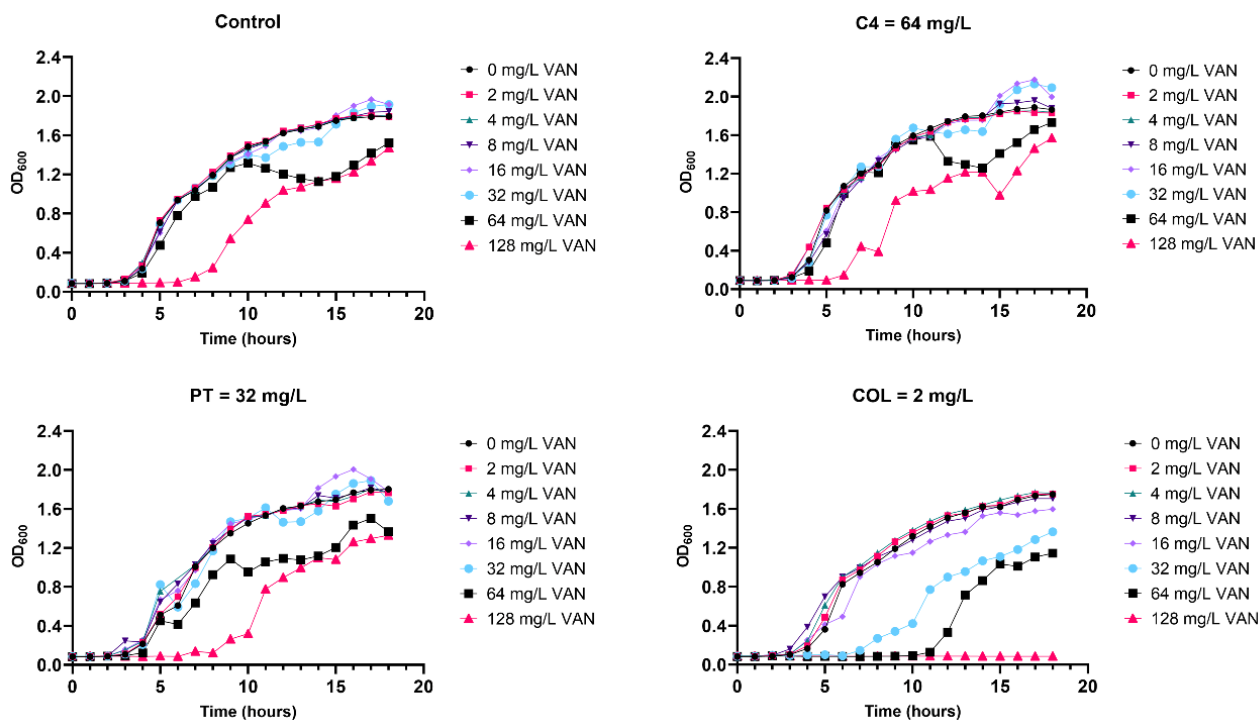 Control
2.4
2.0
1.6
1.2
0.8
0.4
0.0
OD600
0 5 10 15 20
Time (hours)
0 mg/L VAN
2 mg/L VAN
4 mg/L VAN
8 mg/L VAN
16 mg/L VAN
32 mg/L VAN
64 mg/L VAN
128 mg/L VAN
C4 = 64 mg/L
2.4
2.0
1.6
1.2
0.8
0.4
0.0
OD600
0 5 10 15 20
Time (hours)
0 mg/L VAN
2 mg/L VAN
4 mg/L VAN
8 mg/L VAN
16 mg/L VAN
32 mg/L VAN
64 mg/L VAN
128 mg/L VAN
PT = 32 mg/L
2.4
2.0
1.6
1.2
0.8
0.4
0.0
OD600
0 5 10 15 20
Time (hours)
0 mg/L VAN
2 mg/L VAN
4 mg/L VAN
8 mg/L VAN
16 mg/L VAN
32 mg/L VAN
64 mg/L VAN
128 mg/L VAN
COL = 2 mg/L
2.4
2.0
1.6
1.2
0.8
0.4
0.0
OD600
0 5 10 15 20
Time (hours)
0 mg/L VAN
2 mg/L VAN
4 mg/L VAN
8 mg/L VAN
16 mg/L VAN
32 mg/L VAN
64 mg/L VAN
128 mg/L VAN